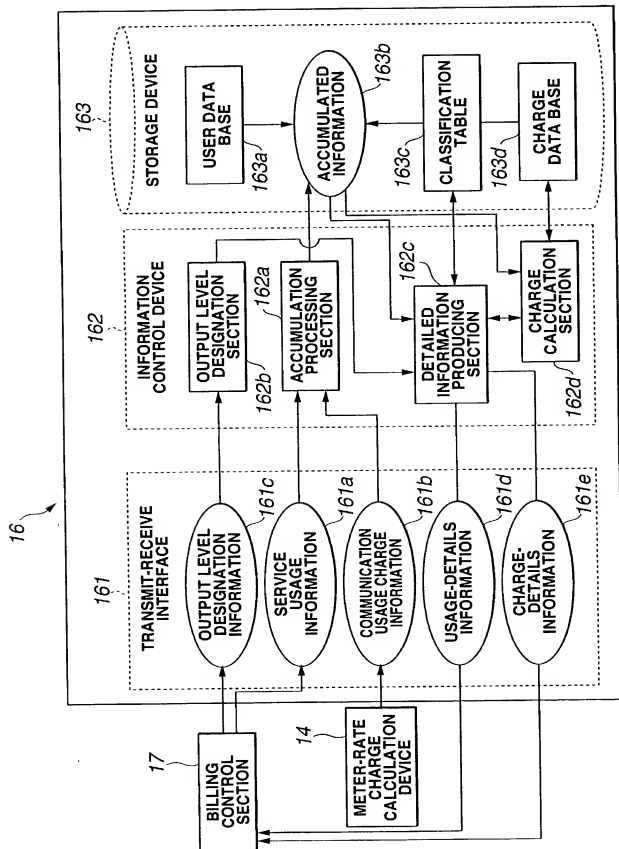 16
161
TRANSMIT-RECEIVE
INTERFACE
162
INFORMATION
CONTROL DEVICE
163
STORAGE DEVICE
17
BILLING
CONTROL
SECTION
OUTPUT LEVEL
DESIGNATION
INFORMATION
161c
OUTPUT LEVEL
DESIGNATION
SECTION
162b
USER DATA
BASE
163a
SERVICE
USAGE
INFORMATION
161a
ACCUMULATION
PROCESSING
SECTION
162a
ACCUMULATED
INFORMATION
163b
14
METER-RATE
CHARGE
CALCULATION
DEVICE
COMMUNICATION
USAGE CHARGE
INFORMATION
161b
CLASSIFICATION
TABLE
163c
USAGE-DETAILS
INFORMATION
161d
DETAILED
INFORMATION
PRODUCING
SECTION
162c
CHARGE
DATA BASE
163d
CHARGE-
DETAILS
INFORMATION
161e
CHARGE
CALCULATION
SECTION
162d